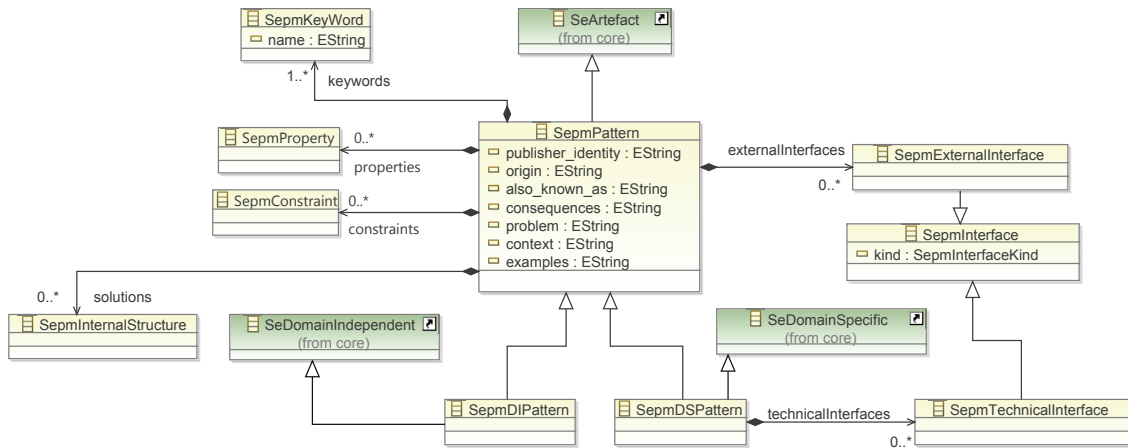 SepmKeyWord
name : EString
SeArtefact
(from core)
1..*
keywords
SepmPattern
publisher_identity : EString
origin : EString
also_known_as : EString
consequences : EString
problem : EString
context : EString
examples : EString
SepmProperty
0..*
properties
externalInterfaces
0..*
SepmExternalInterface
SepmConstraint
0..*
constraints
SepmInterface
kind : SepmInterfaceKind
0..*
solutions
SepmInternalStructure
SeDomainIndependent
(from core)
SeDomainSpecific
(from core)
SepmDIPattern
SepmDSPattern
technicalInterfaces
0..*
SepmTechnicalInterface